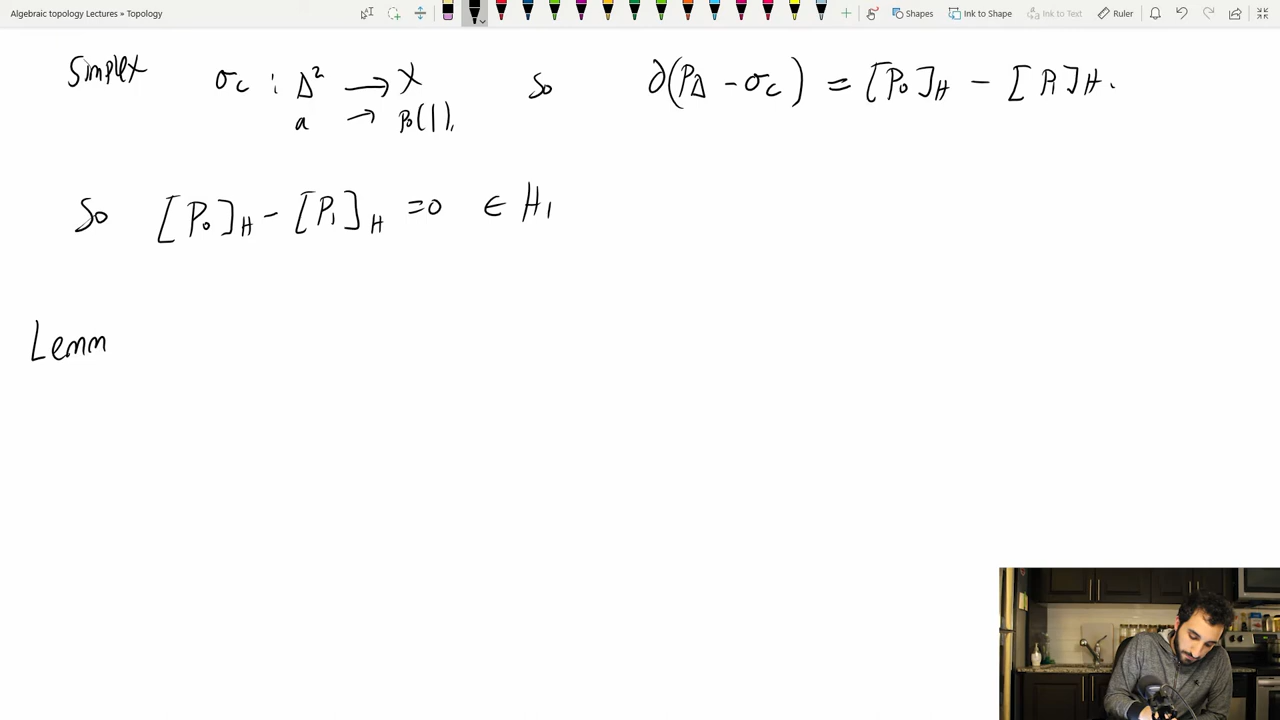 Algebraic topology Lectures » Topology
Shapes Ink to Shape Ink to Text Ruler
Simplex σc : Δ² → X so ∂(PΔ - σc) = [P0]H - [P1]H.
a → p0(1).
So [P0]H - [P1]H = 0 ∈ H1
Lemm